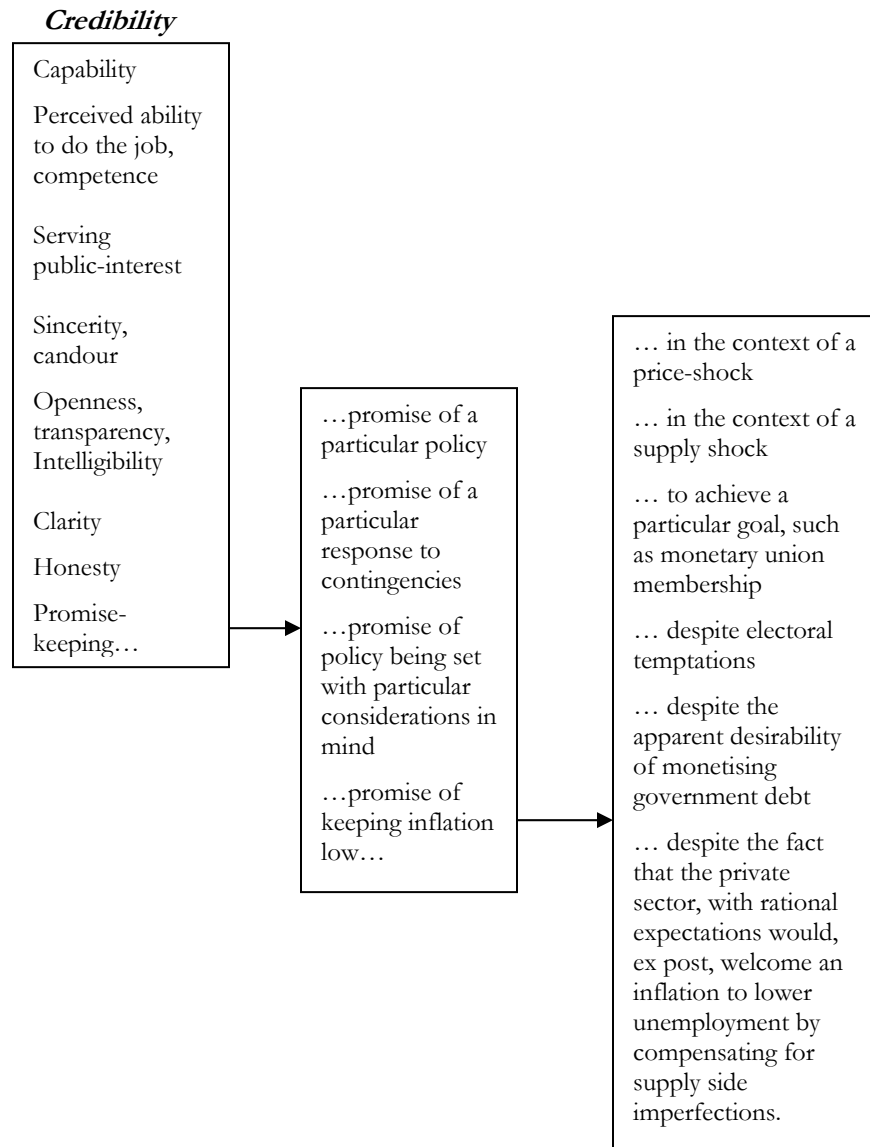 Credibility
Capability
Perceived ability
to do the job,
competence
Serving
public-interest
Sincerity,
candour
Openness,
transparency,
Intelligibility
Clarity
Honesty
Promise-
keeping…
…promise of a
particular policy
…promise of a
particular
response to
contingencies
…promise of
policy being set
with particular
considerations in
mind
…promise of
keeping inflation
low…
… in the context of a
price-shock
… in the context of a
supply shock
… to achieve a
particular goal, such
as monetary union
membership
… despite electoral
temptations
… despite the
apparent desirability
of monetising
government debt
… despite the fact
that the private
sector, with rational
expectations would,
ex post, welcome an
inflation to lower
unemployment by
compensating for
supply side
imperfections.